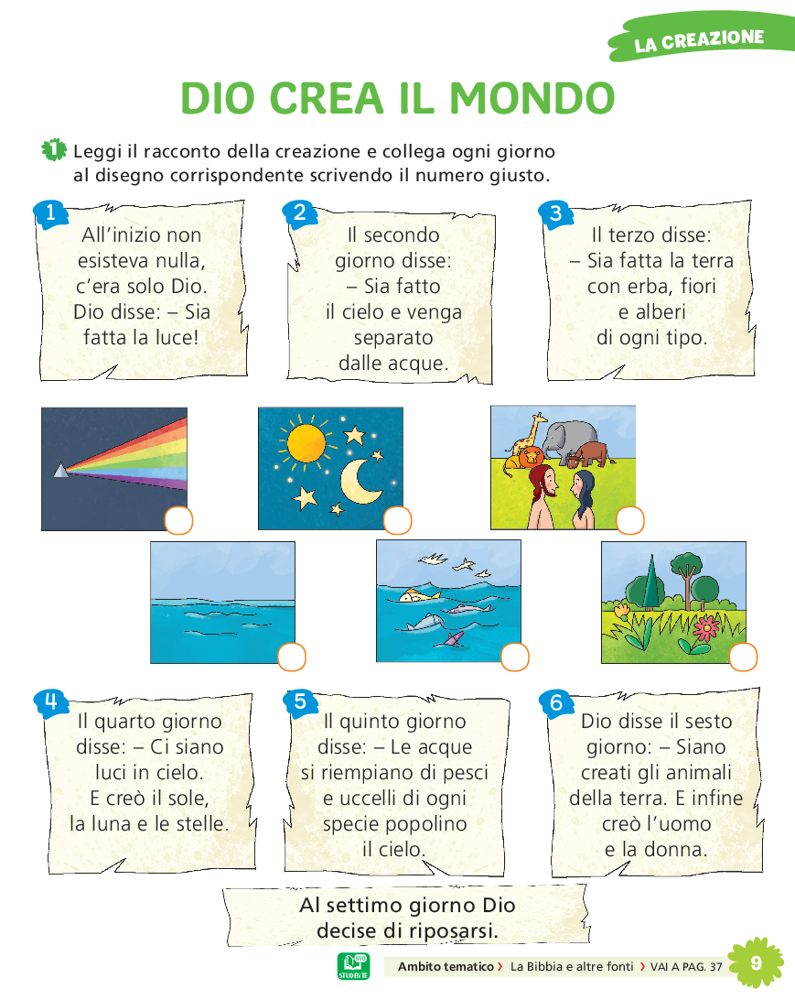 LA CREAZIONE
DIO CREA IL MONDO
1 Leggi il racconto della creazione e collega ogni giorno
al disegno corrispondente scrivendo il numero giusto.
1
All'inizio non
esisteva nulla,
c'era solo Dio.
Dio disse: – Sia
fatta la luce!
2
Il secondo
giorno disse:
– Sia fatto
il cielo e venga
separato
dalle acque.
3
Il terzo disse:
– Sia fatta la terra
con erba, fiori
e alberi
di ogni tipo.
4
Il quarto giorno
disse: – Ci siano
luci in cielo.
E creò il sole,
la luna e le stelle.
5
Il quinto giorno
disse: – Le acque
si riempiano di pesci
e uccelli di ogni
specie popolino
il cielo.
6
Dio disse il sesto
giorno: – Siano
creati gli animali
della terra. E infine
creò l'uomo
e la donna.
Al settimo giorno Dio
decise di riposarsi.
MIO
STUDENTE
Ambito tematico › La Bibbia e altre fonti › VAI A PAG. 37
9